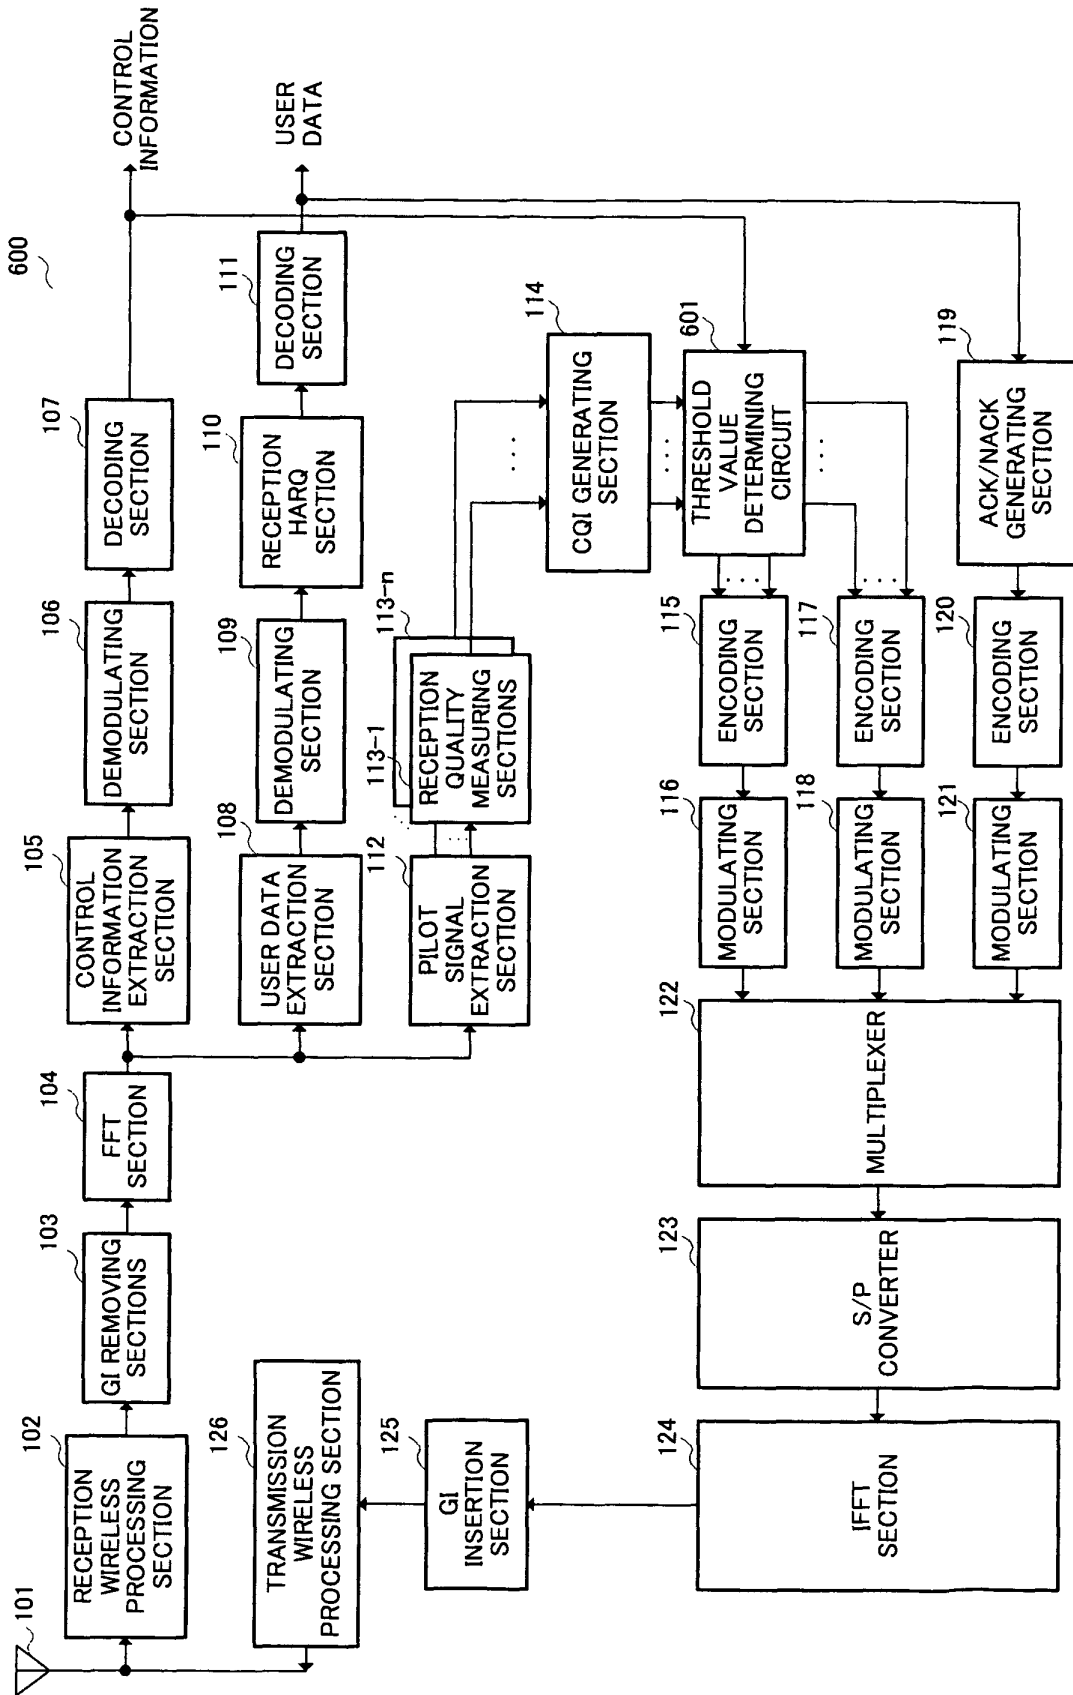 600
101
102
RECEPTION
WIRELESS
PROCESSING
SECTION
103
GI REMOVING
SECTIONS
104
FFT
SECTION
105
CONTROL
INFORMATION
EXTRACTION
SECTION
106
DEMODULATING
SECTION
107
DECODING
SECTION
CONTROL
INFORMATION
108
USER DATA
EXTRACTION
SECTION
109
DEMODULATING
SECTION
110
RECEPTION
HARQ
SECTION
111
DECODING
SECTION
USER
DATA
112
PILOT
SIGNAL
EXTRACTION
SECTION
113-1
113-n
RECEPTION
QUALITY
MEASURING
SECTIONS
114
CQI GENERATING
SECTION
601
THRESHOLD
VALUE
DETERMINING
CIRCUIT
115
ENCODING
SECTION
116
MODULATING
SECTION
117
ENCODING
SECTION
118
MODULATING
SECTION
119
ACK/NACK
GENERATING
SECTION
120
ENCODING
SECTION
121
MODULATING
SECTION
122
MULTIPLEXER
123
S/P
CONVERTER
124
IFFT
SECTION
125
GI
INSERTION
SECTION
126
TRANSMISSION
WIRELESS
PROCESSING SECTION